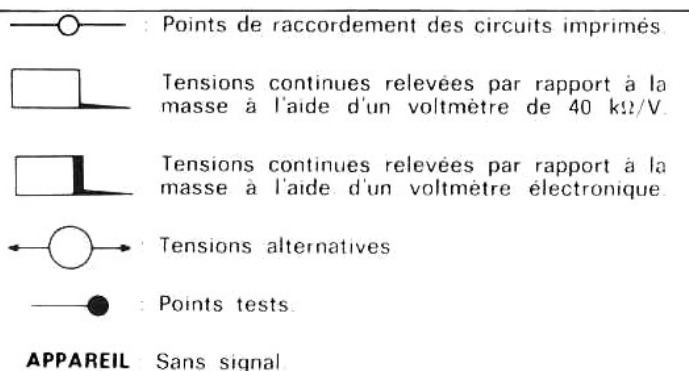 : Points de raccordement des circuits imprimés.
Tensions continues relevées par rapport à la
masse à l'aide d'un voltmètre de 40 kΩ/V.
Tensions continues relevées par rapport à la
masse à l'aide d'un voltmètre électronique.
: Tensions alternatives
: Points tests.
APPAREIL : Sans signal.